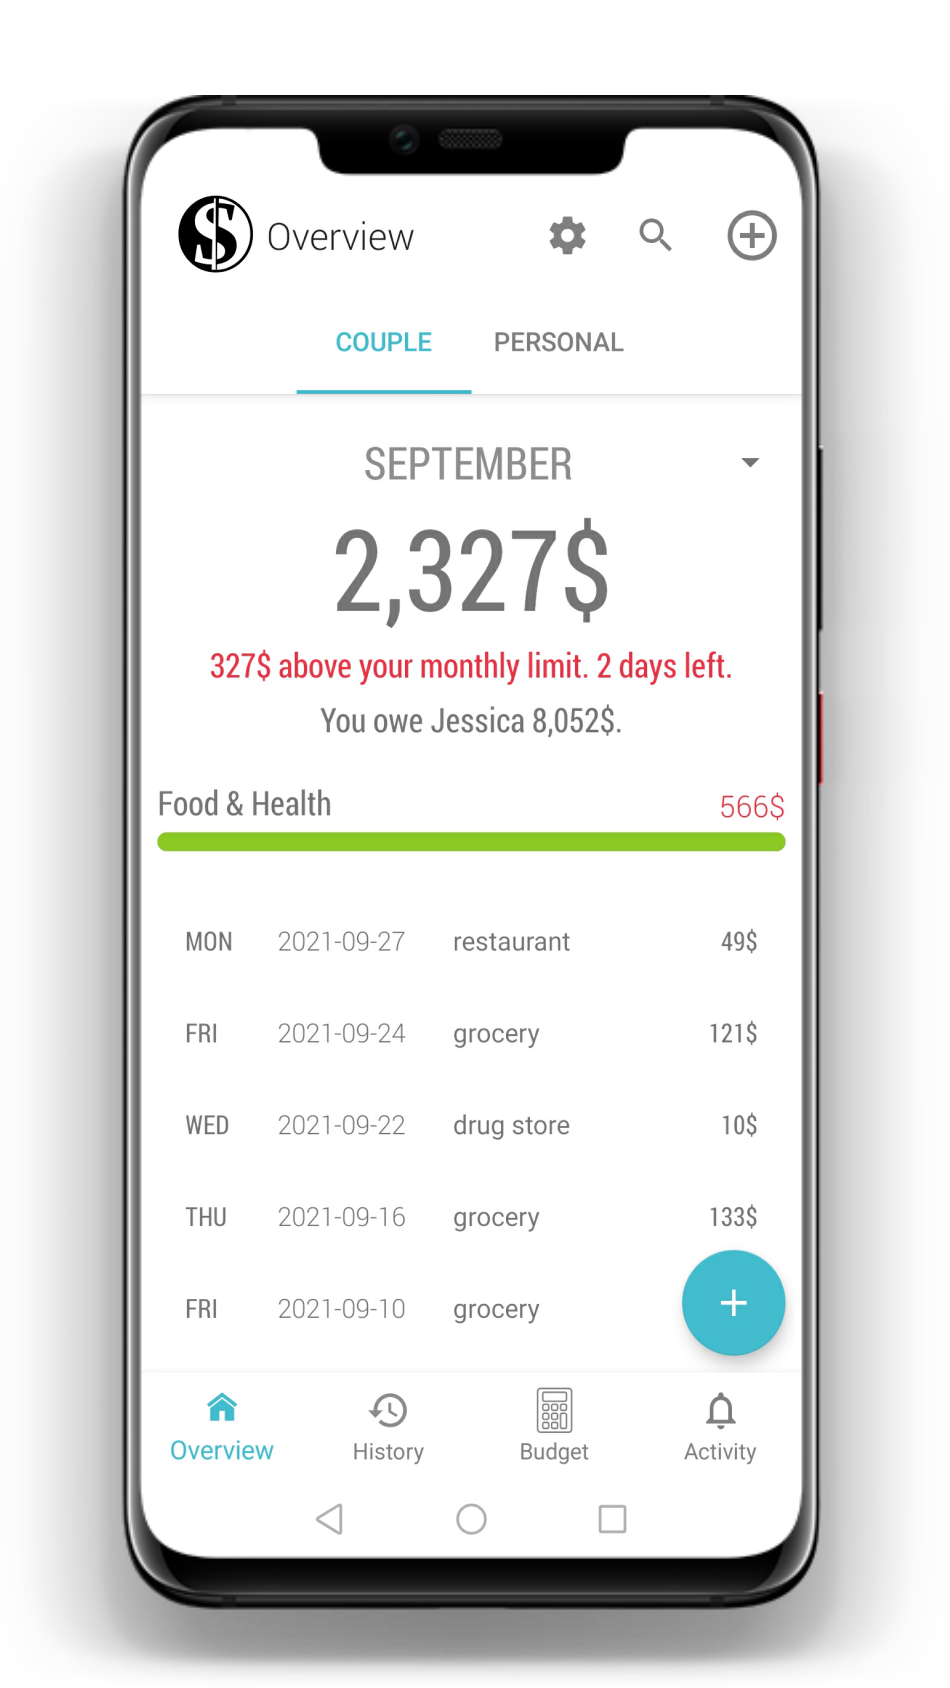 $ Overview
COUPLE PERSONAL
SEPTEMBER
2,327$
327$ above your monthly limit. 2 days left.
You owe Jessica 8,052$.
Food & Health 566$
MON 2021-09-27 restaurant 49$
FRI 2021-09-24 grocery 121$
WED 2021-09-22 drug store 10$
THU 2021-09-16 grocery 133$
FRI 2021-09-10 grocery
Overview History Budget Activity